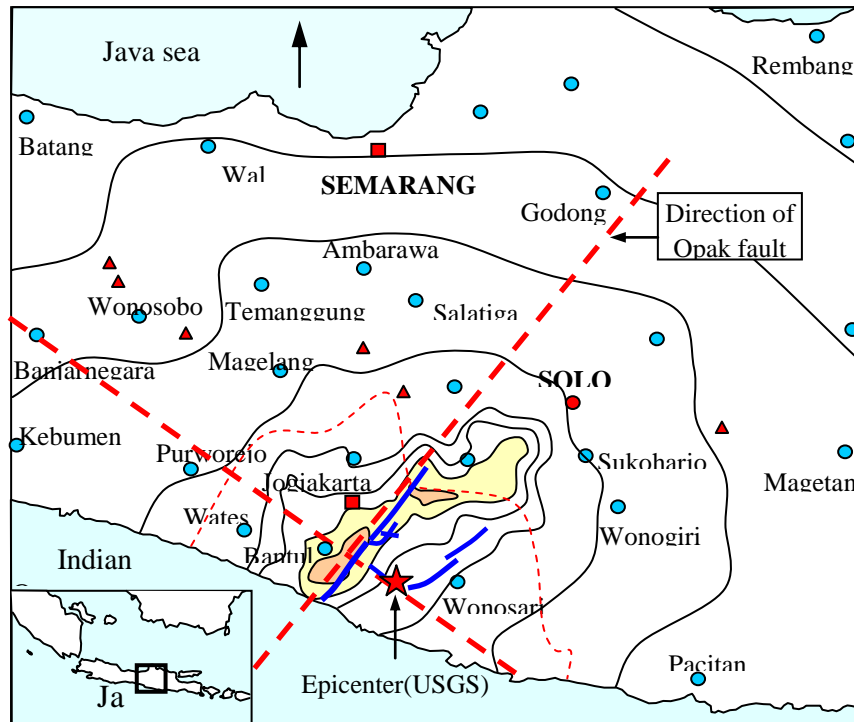 Java sea
Rembang
Batang
Wal
SEMARANG
Godong
Direction of
Opak fault
Ambarawa
Wonosobo
Temanggung
Salatiga
Banjarnegara
Magelang
SOLO
Kebumen
Purworejo
Sukoharjo
Jogjakarta
Magetan
Wates
Wonogiri
Indian
Bantul
Wonosari
Pacitan
Epicenter(USGS)
Ja